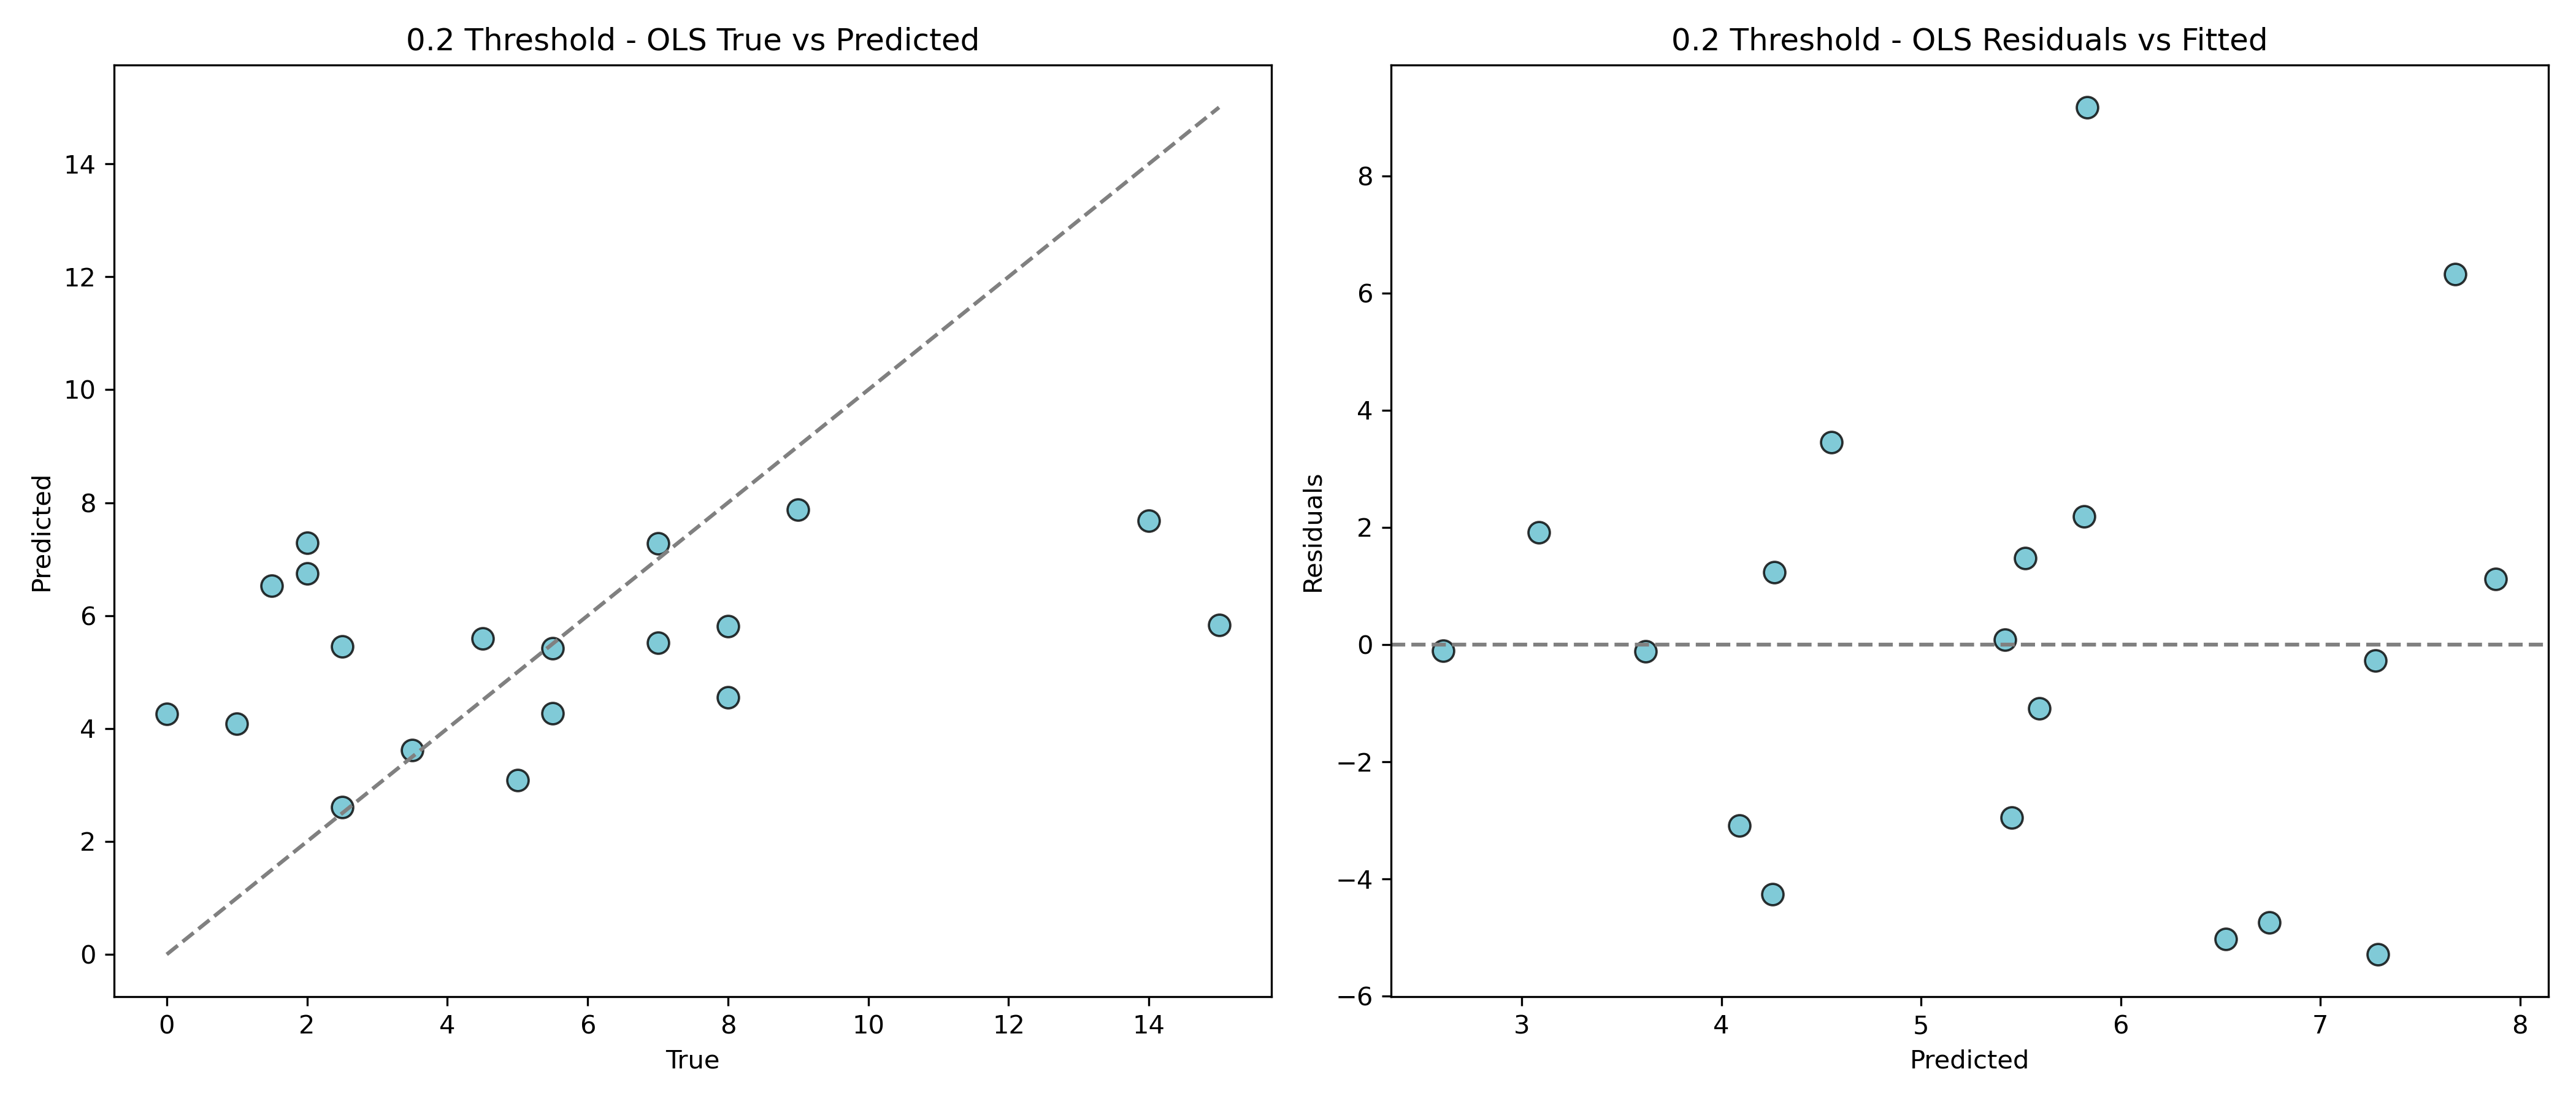 0.2 Threshold - OLS True vs Predicted
14
12
10
8
6
4
2
0
Predicted
0 2 4 6 8 10 12 14
True
0.2 Threshold - OLS Residuals vs Fitted
8
6
4
2
0
−2
−4
−6
Residuals
3 4 5 6 7 8
Predicted